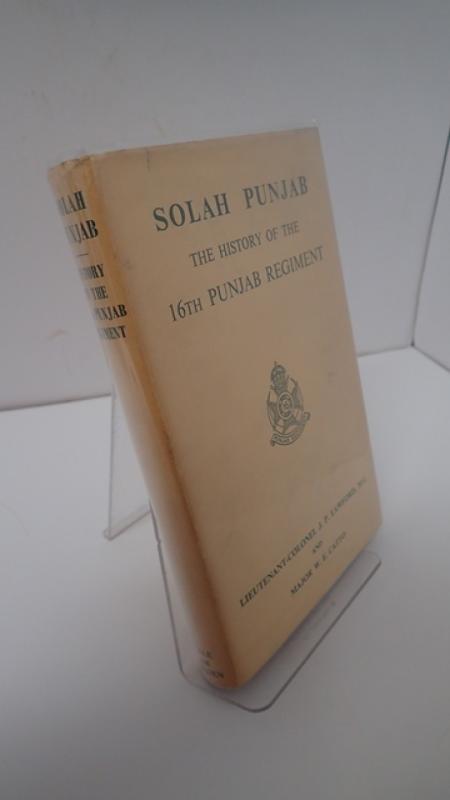 SOLAH PUNJAB
THE HISTORY OF THE
16TH PUNJAB REGIMENT
LIEUTENANT-COLONEL J. P. LAWFORD, M.C.
AND
MAJOR W. E. CATTO
OLAH
UNJAB
ISTORY
THE
PUNJAB
GIMENT